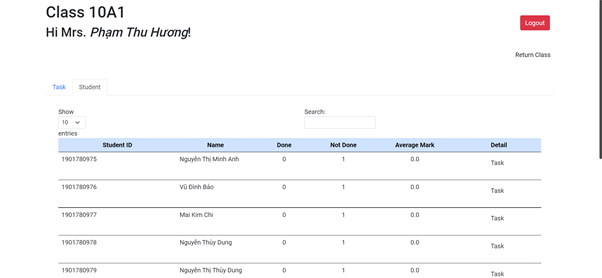 Class 10A1
Hi Mrs. Phạm Thu Hương!
Logout
Return Class
Task Student
Show
10
entries
Search:
Student ID Name Done Not Done Average Mark Detail
1901780975 Nguyễn Thị Minh Anh 0 1 0.0 Task
1901780976 Vũ Đình Bảo 0 1 0.0 Task
1901780977 Mai Kim Chi 0 1 0.0 Task
1901780978 Nguyễn Thùy Dung 0 1 0.0 Task
1901780979 Nguyễn Thị Thùy Dung 0 1 0.0 Task